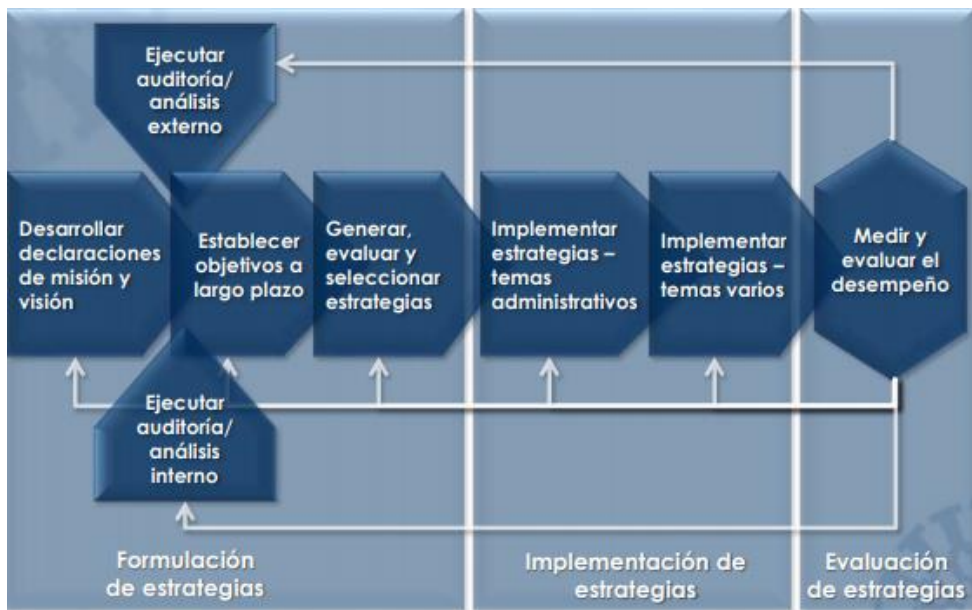 Ejecutar
auditoría/
análisis
externo
Desarrollar
declaraciones
de misión y
visión
Establecer
objetivos a
largo plazo
Generar,
evaluar y
seleccionar
estrategias
Implementar
estrategias –
temas
administrativos
Implementar
estrategias –
temas varios
Medir y
evaluar el
desempeño
Ejecutar
auditoría/
análisis
interno
Formulación
de estrategias
Implementación de
estrategias
Evaluación
de estrategias